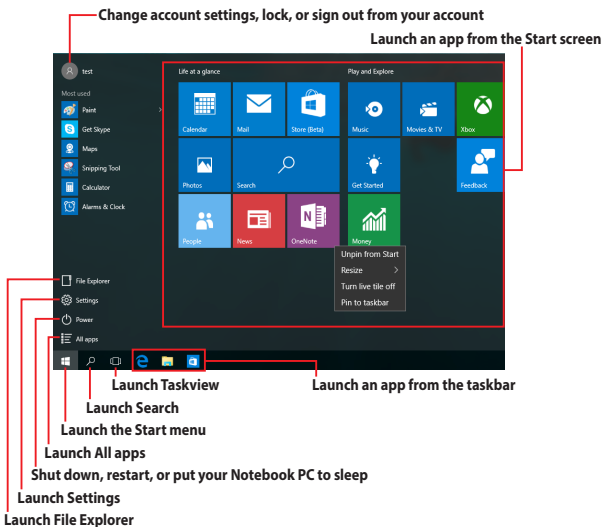 Change account settings, lock, or sign out from your account
Launch an app from the Start screen
test
Life at a glance
Play and Explore
Most used
Paint
Get Skype
Maps
Snipping Tool
Calculator
Alarms & Clock
Calendar
Mail
Store (Beta)
Music
Movies & TV
Xbox
Photos
Search
Get Started
Feedback
People
News
OneNote
Money
Unpin from Start
Resize
Turn live tile off
Pin to taskbar
File Explorer
Settings
Power
All apps
Launch Taskview
Launch an app from the taskbar
Launch Search
Launch the Start menu
Launch All apps
Shut down, restart, or put your Notebook PC to sleep
Launch Settings
Launch File Explorer